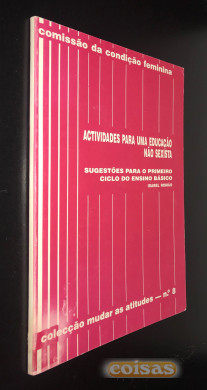 comissão da condição feminina
ACTIVIDADES PARA UMA EDUCAÇÃO
NÃO SEXISTA
SUGESTÕES PARA O PRIMEIRO
CICLO DO ENSINO BÁSICO
ISABEL
colecção mudar as atitudes — n.º 8
coisas